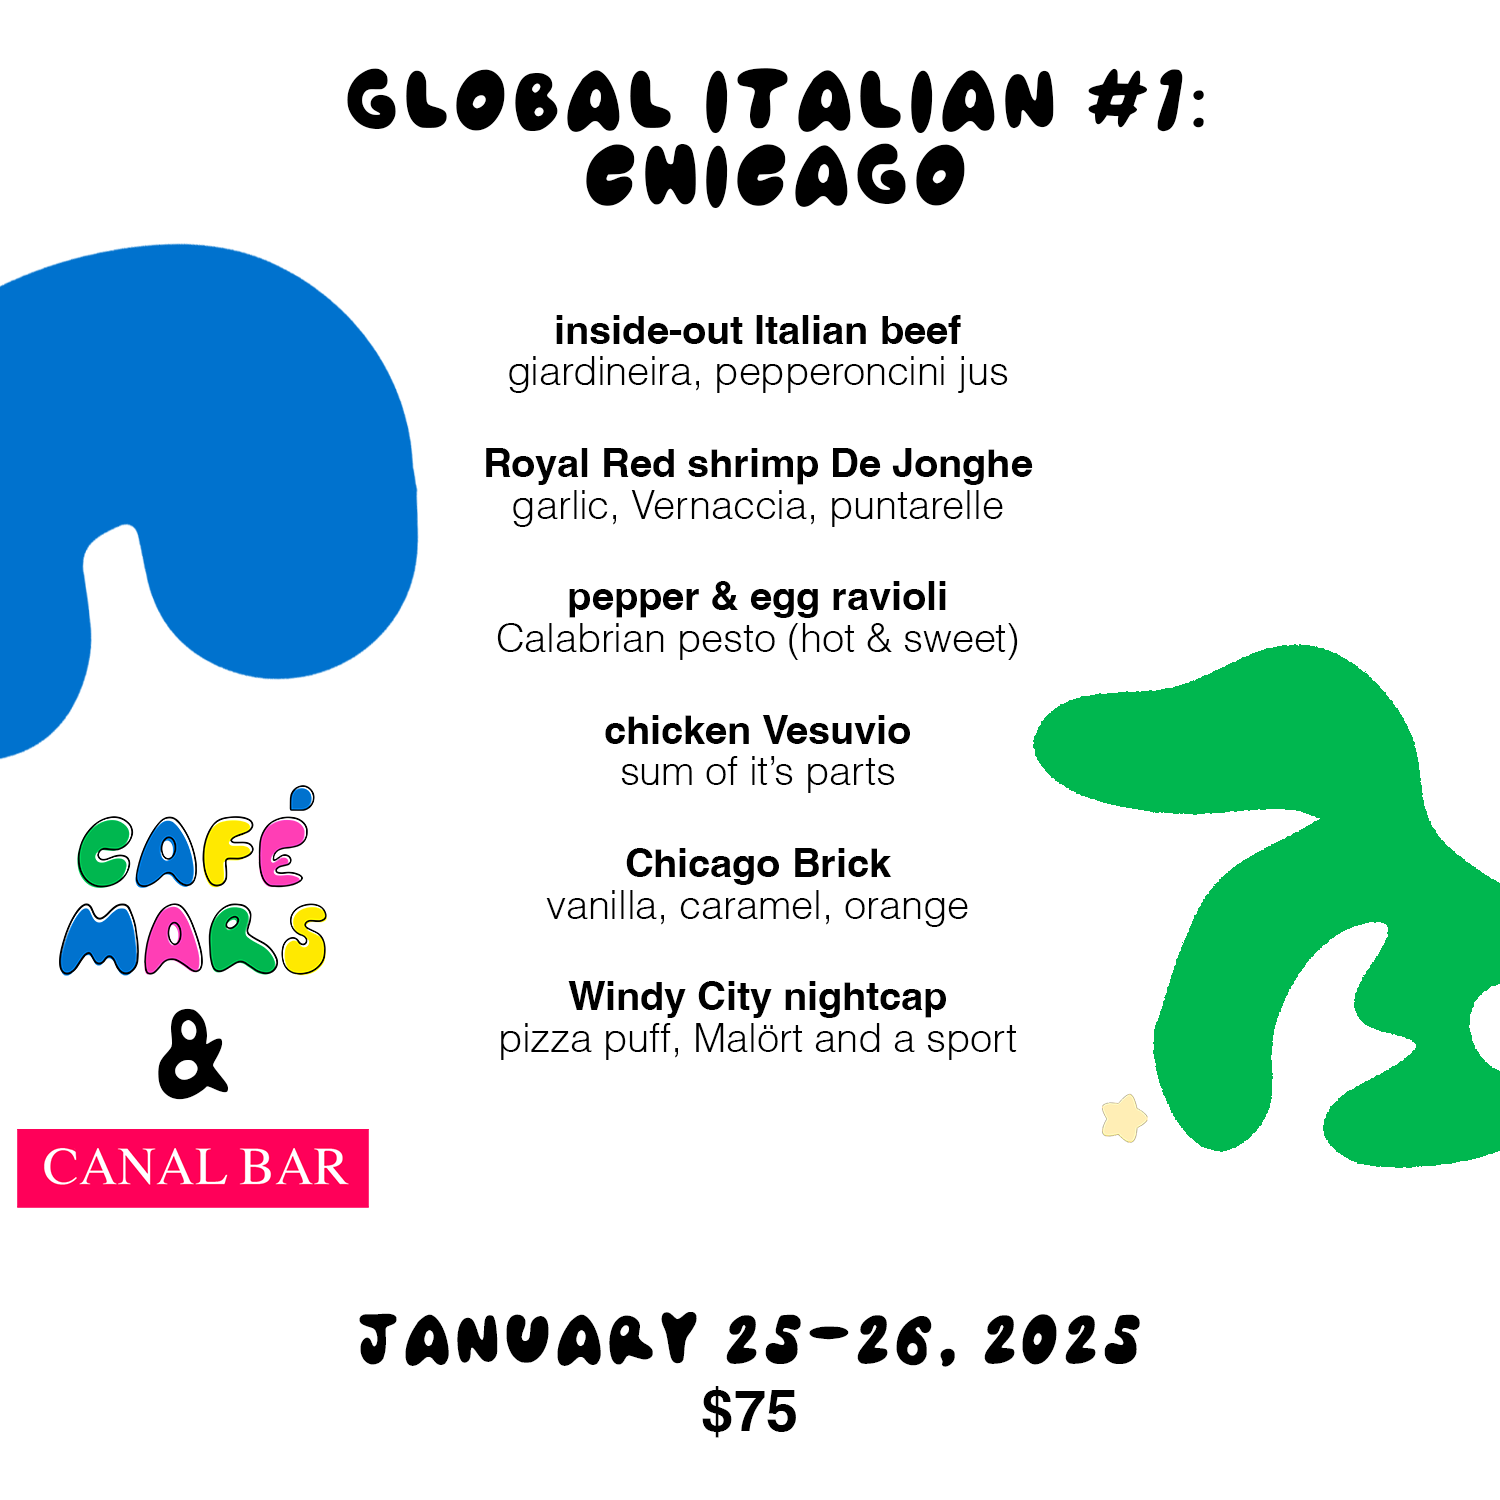 GLOBAL ITALIAN #1:
CHICAGO
inside-out Italian beef
giardineira, pepperoncini jus
Royal Red shrimp De Jonghe
garlic, Vernaccia, puntarelle
pepper & egg ravioli
Calabrian pesto (hot & sweet)
chicken Vesuvio
sum of it’s parts
Chicago Brick
vanilla, caramel, orange
Windy City nightcap
pizza puff, Malört and a sport
CAFÉ
MARS
&
CANAL BAR
JANUARY 25-26, 2025
$75